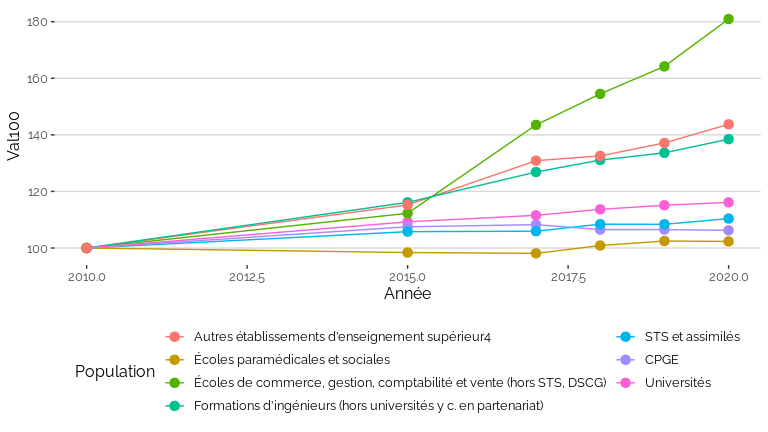 180
160
140
120
100
Val100
2010.0 2012.5 2015.0 2017.5 2020.0
Année
Population
Autres établissements d'enseignement supérieur4
Écoles paramédicales et sociales
Écoles de commerce, gestion, comptabilité et vente (hors STS, DSCG)
Formations d'ingénieurs (hors universités y c. en partenariat)
STS et assimilés
CPGE
Universités